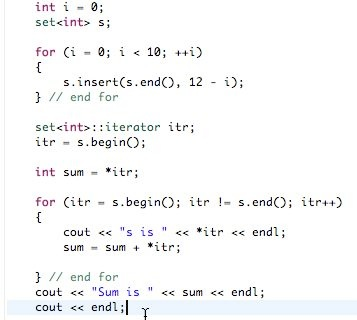 int i = 0;
set<int> s;
for (i = 0; i < 10; ++i)
{
s.insert(s.end(), 12 - i);
} // end for
set<int>::iterator itr;
itr = s.begin();
int sum = *itr;
for (itr = s.begin(); itr != s.end(); itr++)
{
cout << "s is " << *itr << endl;
sum = sum + *itr;
} // end for
cout << "Sum is " << sum << endl;
cout << endl;